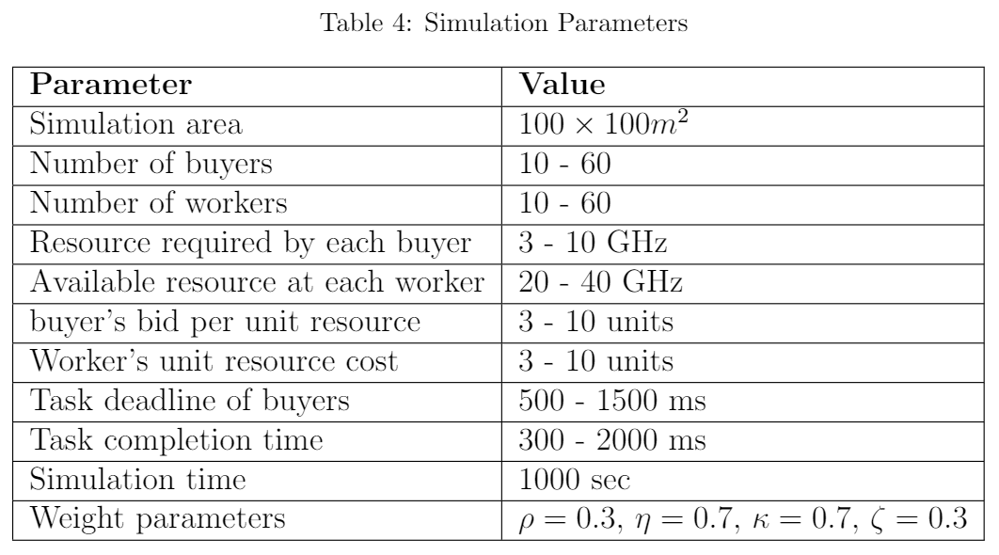 Table 4: Simulation Parameters
Parameter Value
Simulation area 100 × 100m²
Number of buyers 10 - 60
Number of workers 10 - 60
Resource required by each buyer 3 - 10 GHz
Available resource at each worker 20 - 40 GHz
buyer's bid per unit resource 3 - 10 units
Worker's unit resource cost 3 - 10 units
Task deadline of buyers 500 - 1500 ms
Task completion time 300 - 2000 ms
Simulation time 1000 sec
Weight parameters ρ = 0.3, η = 0.7, κ = 0.7, ζ = 0.3